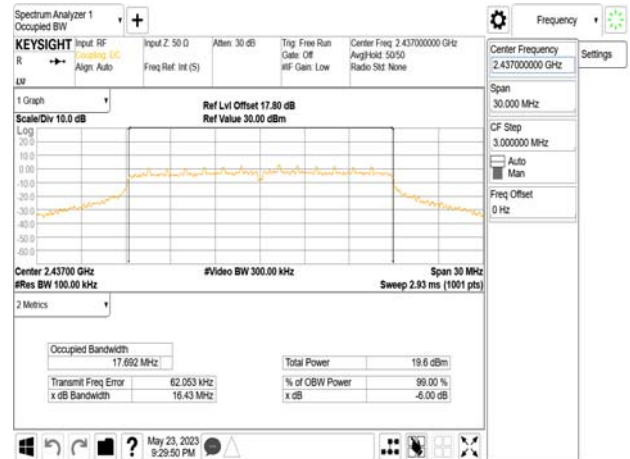 Spectrum Analyzer 1
Occupied BW
Frequency
KEYSIGHT
R
LV
Input: RF
Coupling: DC
Align: Auto
Input Z: 50 Ω
Freq Ref: Int (S)
Atten: 30 dB
Trig: Free Run
Gate: Off
#IF Gain: Low
Center Freq: 2.437000000 GHz
Avg|Hold: 50/50
Radio Std: None
Center Frequency
2.437000000 GHz
Settings
Span
30.000 MHz
CF Step
3.000000 MHz
Auto
Man
Freq Offset
0 Hz
1 Graph
Scale/Div 10.0 dB
Ref Lvl Offset 17.80 dB
Ref Value 30.00 dBm
Log
20.0
10.0
0.00
-10.0
-20.0
-30.0
-40.0
-50.0
-60.0
Center 2.43700 GHz
#Res BW 100.00 kHz
#Video BW 300.00 kHz
Span 30 MHz
Sweep 2.93 ms (1001 pts)
2 Metrics
Occupied Bandwidth
17.692 MHz
Total Power 19.6 dBm
Transmit Freq Error 62.053 kHz
% of OBW Power 99.00 %
x dB Bandwidth 16.43 MHz
x dB -6.00 dB
?
May 23, 2023
9:29:50 PM